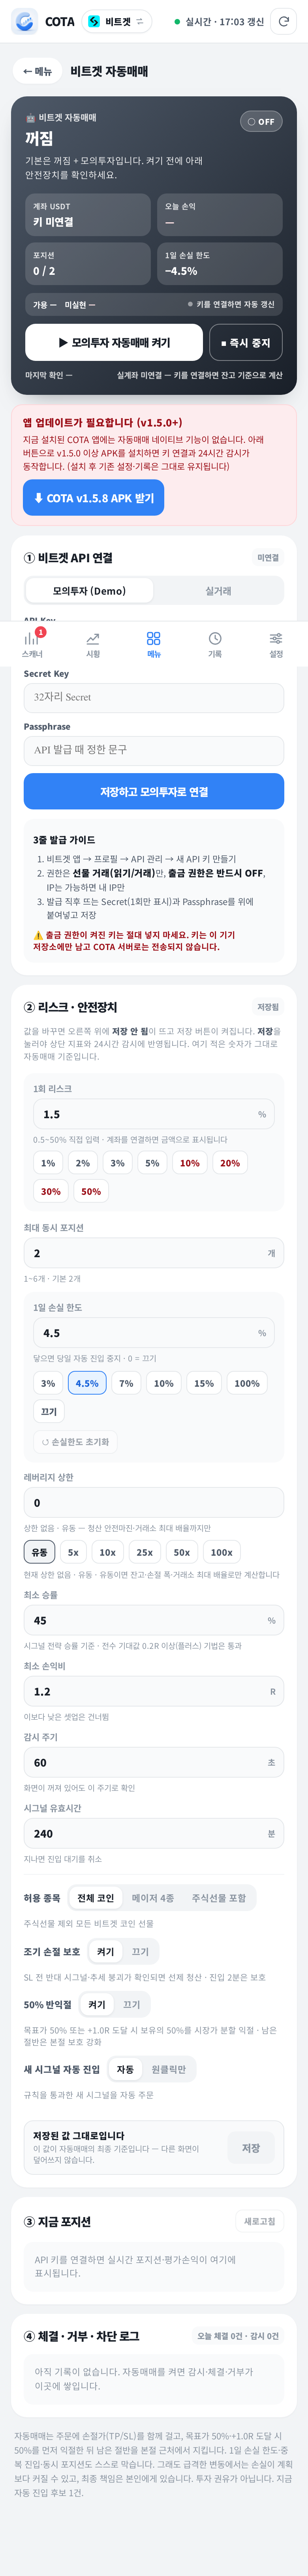 COTA 비트겟 실시간 · 17:03 갱신
← 메뉴 비트겟 자동매매
🤖 비트겟 자동매매
꺼짐
OFF
기본은 꺼짐 + 모의투자입니다. 켜기 전에 아래
안전장치를 확인하세요.
계좌 USDT
키 미연결
오늘 손익
—
포지션
0 / 2
1일 손실 한도
−4.5%
가용 — 미실현 —
키를 연결하면 자동 갱신
▶ 모의투자 자동매매 켜기
■ 즉시 중지
마지막 확인 —
실계좌 미연결 — 키를 연결하면 잔고 기준으로 계산
앱 업데이트가 필요합니다 (v1.5.0+)
지금 설치된 COTA 앱에는 자동매매 네이티브 기능이 없습니다. 아래
버튼으로 v1.5.0 이상 APK를 설치하면 키 연결과 24시간 감시가
동작합니다. (설치 후 기존 설정·기록은 그대로 유지됩니다)
⬇ COTA v1.5.8 APK 받기
① 비트겟 API 연결
미연결
모의투자 (Demo)
실거래
API Key
1
스캐너
시황
메뉴
기록
설정
Secret Key
32자리 Secret
Passphrase
API 발급 때 정한 문구
저장하고 모의투자로 연결
3줄 발급 가이드
1. 비트겟 앱 → 프로필 → API 관리 → 새 API 키 만들기
2. 권한은 선물 거래(읽기/거래)만, 출금 권한은 반드시 OFF,
IP는 가능하면 내 IP만
3. 발급 직후 뜨는 Secret(1회만 표시)과 Passphrase를 위에
붙여넣고 저장
⚠️ 출금 권한이 켜진 키는 절대 넣지 마세요. 키는 이 기기
저장소에만 남고 COTA 서버로는 전송되지 않습니다.
② 리스크 · 안전장치
저장됨
값을 바꾸면 오른쪽 위에 저장 안 됨이 뜨고 저장 버튼이 켜집니다. 저장을
눌러야 상단 지표와 24시간 감시에 반영됩니다. 여기 적은 숫자가 그대로
자동매매 기준입니다.
1회 리스크
1.5 %
0.5~50% 직접 입력 · 계좌를 연결하면 금액으로 표시됩니다
1% 2% 3% 5% 10% 20%
30% 50%
최대 동시 포지션
2 개
1~6개 · 기본 2개
1일 손실 한도
4.5 %
닿으면 당일 자동 진입 중지 · 0 = 끄기
3% 4.5% 7% 10% 15% 100%
끄기
손실한도 초기화
레버리지 상한
0
상한 없음 · 유동 — 청산 안전마진·거래소 최대 배율까지만
유동 5x 10x 25x 50x 100x
현재 상한 없음 · 유동 · 유동이면 잔고·손절 폭·거래소 최대 배율로만 계산합니다
최소 승률
45 %
시그널 전략 승률 기준 · 전수 기대값 0.2R 이상(플러스) 기법은 통과
최소 손익비
1.2 R
이보다 낮은 셋업은 건너뜀
감시 주기
60 초
화면이 꺼져 있어도 이 주기로 확인
시그널 유효시간
240 분
지나면 진입 대기를 취소
허용 종목 전체 코인 메이저 4종 주식선물 포함
주식선물 제외 모든 비트겟 코인 선물
조기 손절 보호 켜기 끄기
SL 전 반대 시그널·추세 붕괴가 확인되면 선제 청산 · 진입 2분은 보호
50% 반익절 켜기 끄기
목표가 50% 또는 +1.0R 도달 시 보유의 50%를 시장가 분할 익절 · 남은
절반은 본절 보호 강화
새 시그널 자동 진입 자동 원클릭만
규칙을 통과한 새 시그널을 자동 주문
저장된 값 그대로입니다
이 값이 자동매매의 최종 기준입니다 — 다른 화면이
덮어쓰지 않습니다.
저장
③ 지금 포지션
새로고침
API 키를 연결하면 실시간 포지션·평가손익이 여기에
표시됩니다.
④ 체결 · 거부 · 차단 로그
오늘 체결 0건 · 감시 0건
아직 기록이 없습니다. 자동매매를 켜면 감시·체결·거부가
이곳에 쌓입니다.
자동매매는 주문에 손절가(TP/SL)를 함께 걸고, 목표가 50%·+1.0R 도달 시
50%를 먼저 익절한 뒤 남은 절반을 본절 근처에서 지킵니다. 1일 손실 한도·중
복 진입·동시 포지션도 스스로 막습니다. 그래도 급격한 변동에서는 손실이 계획
보다 커질 수 있고, 최종 책임은 본인에게 있습니다. 투자 권유가 아닙니다. 지금
자동 진입 후보 1건.